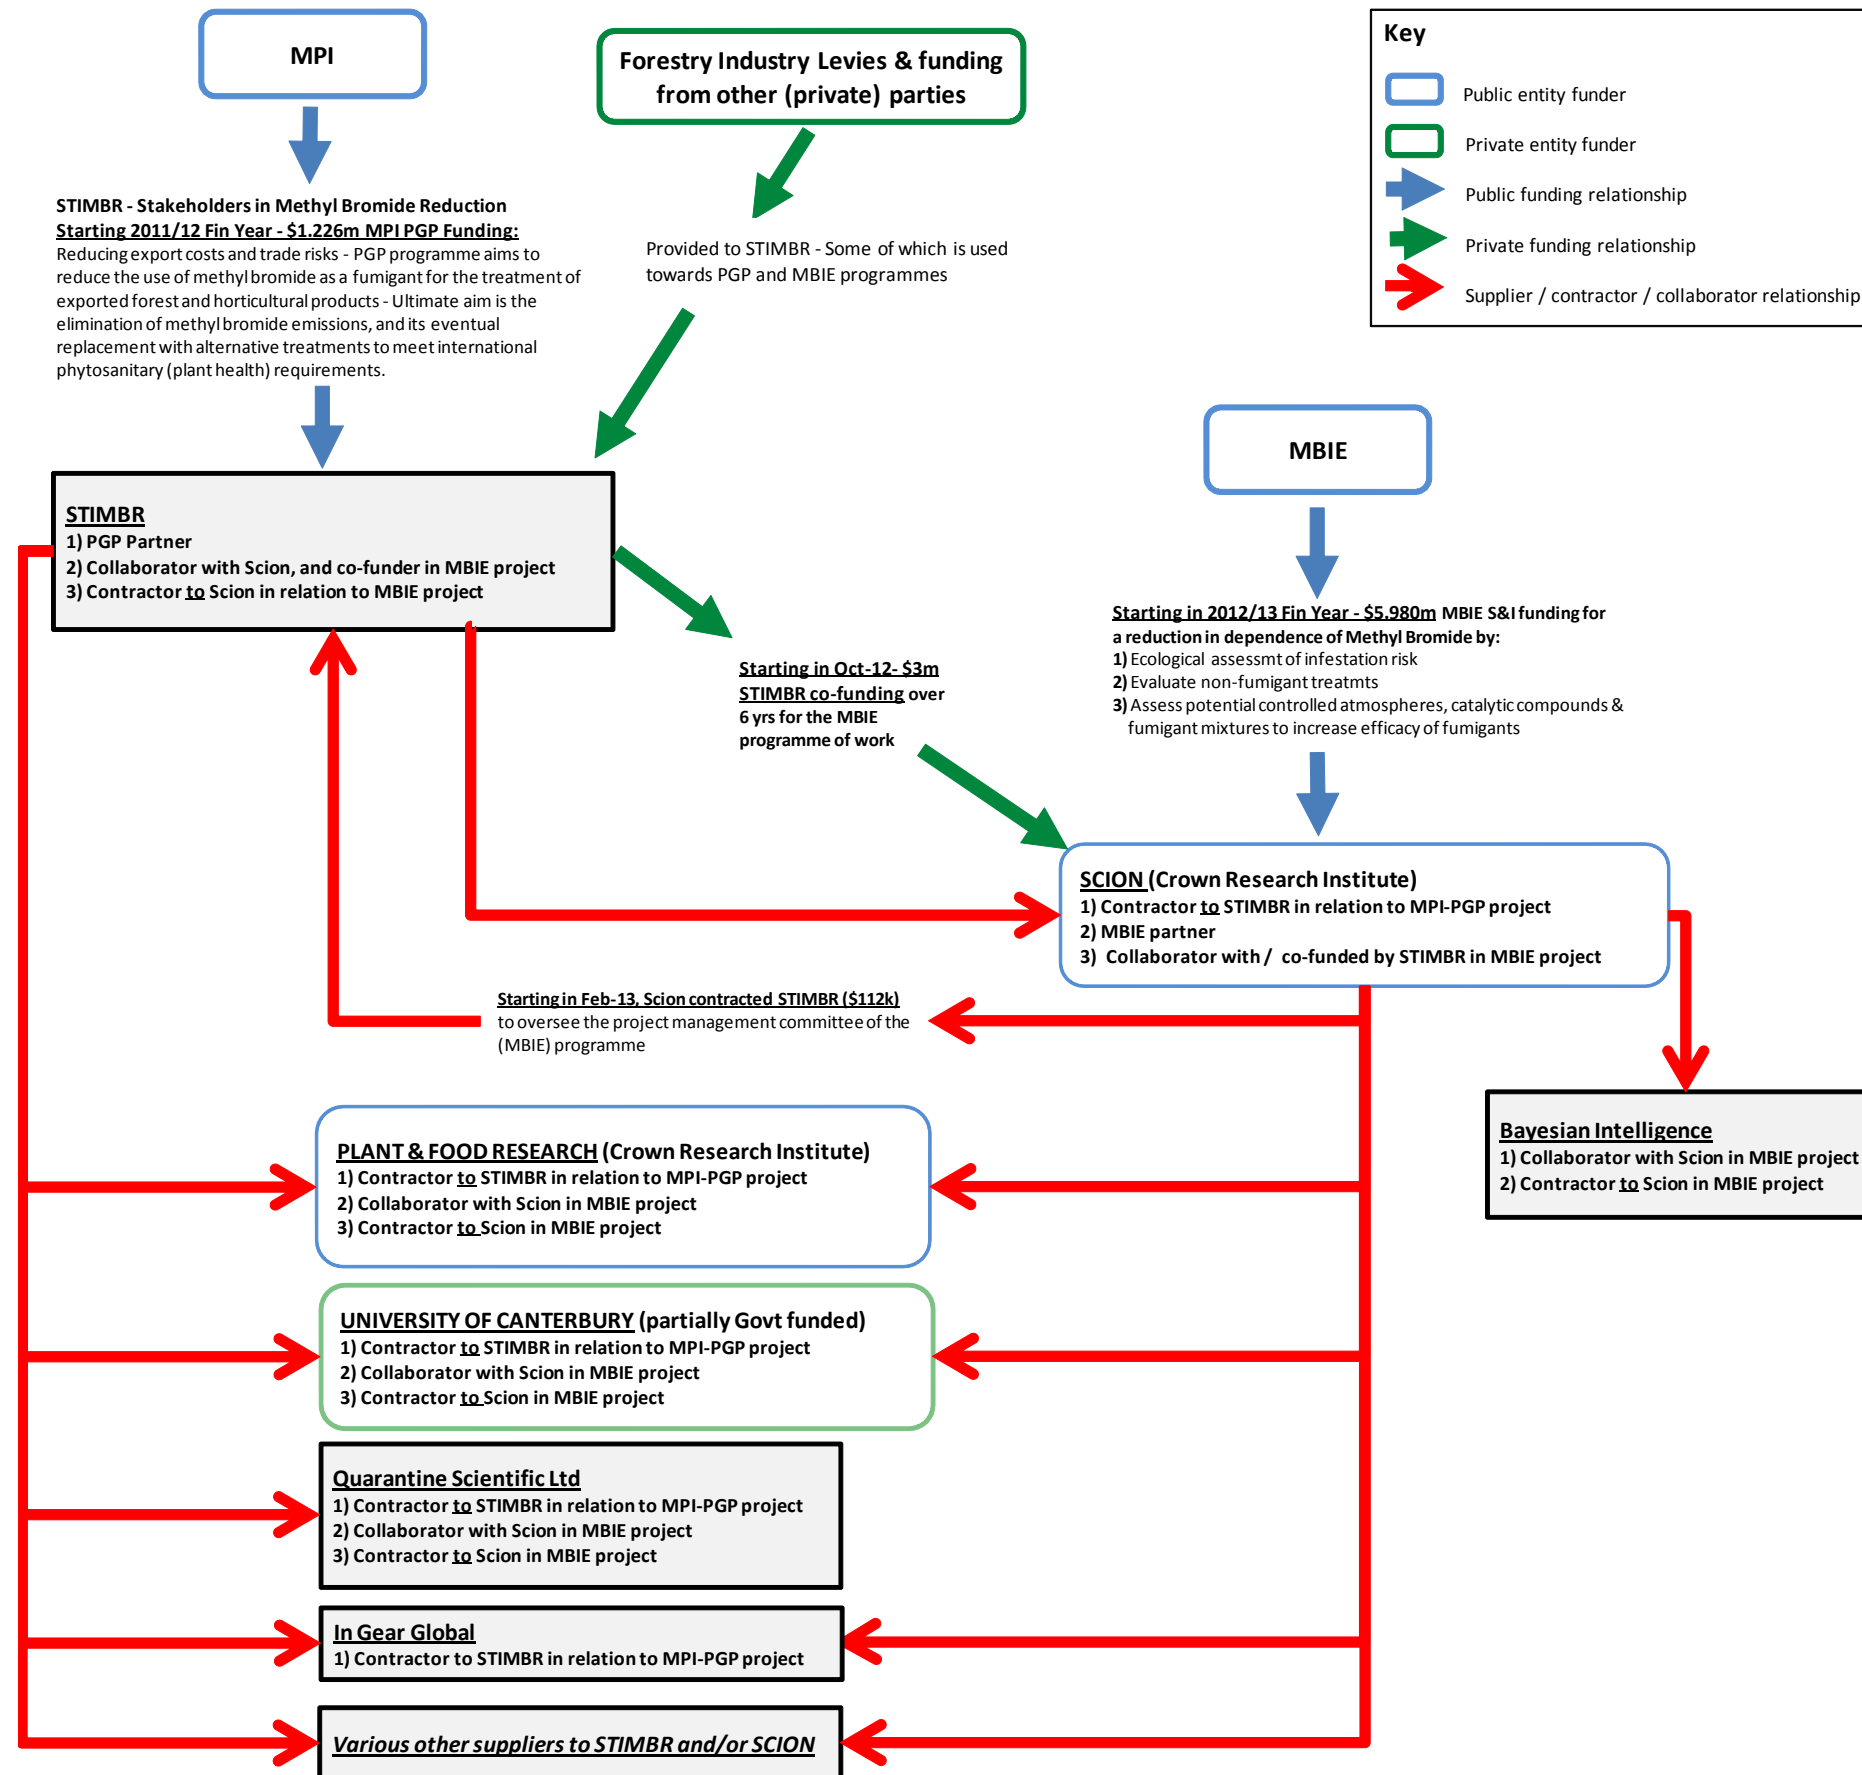 MPI
Forestry Industry Levies & funding
from other (private) parties
Key
Public entity funder
Private entity funder
Public funding relationship
Private funding relationship
Supplier / contractor / collaborator relationship
STIMBR - Stakeholders in Methyl Bromide Reduction
Starting 2011/12 Fin Year - $1.226m MPI PGP Funding:
Reducing export costs and trade risks - PGP programme aims to
reduce the use of methyl bromide as a fumigant for the treatment of
exported forest and horticultural products - Ultimate aim is the
elimination of methyl bromide emissions, and its eventual
replacement with alternative treatments to meet international
phytosanitary (plant health) requirements.
Provided to STIMBR - Some of which is used
towards PGP and MBIE programmes
MBIE
STIMBR
1) PGP Partner
2) Collaborator with Scion, and co-funder in MBIE project
3) Contractor to Scion in relation to MBIE project
Starting in Oct-12- $3m
STIMBR co-funding over
6 yrs for the MBIE
programme of work
Starting in 2012/13 Fin Year - $5.980m MBIE S&I funding for
a reduction in dependence of Methyl Bromide by:
1) Ecological assessmt of infestation risk
2) Evaluate non-fumigant treatmts
3) Assess potential controlled atmospheres, catalytic compounds &
fumigant mixtures to increase efficacy of fumigants
SCION (Crown Research Institute)
1) Contractor to STIMBR in relation to MPI-PGP project
2) MBIE partner
3) Collaborator with / co-funded by STIMBR in MBIE project
Starting in Feb-13, Scion contracted STIMBR ($112k)
to oversee the project management committee of the
(MBIE) programme
Bayesian Intelligence
1) Collaborator with Scion in MBIE project
2) Contractor to Scion in MBIE project
PLANT & FOOD RESEARCH (Crown Research Institute)
1) Contractor to STIMBR in relation to MPI-PGP project
2) Collaborator with Scion in MBIE project
3) Contractor to Scion in MBIE project
UNIVERSITY OF CANTERBURY (partially Govt funded)
1) Contractor to STIMBR in relation to MPI-PGP project
2) Collaborator with Scion in MBIE project
3) Contractor to Scion in MBIE project
Quarantine Scientific Ltd
1) Contractor to STIMBR in relation to MPI-PGP project
2) Collaborator with Scion in MBIE project
3) Contractor to Scion in MBIE project
In Gear Global
1) Contractor to STIMBR in relation to MPI-PGP project
Various other suppliers to STIMBR and/or SCION